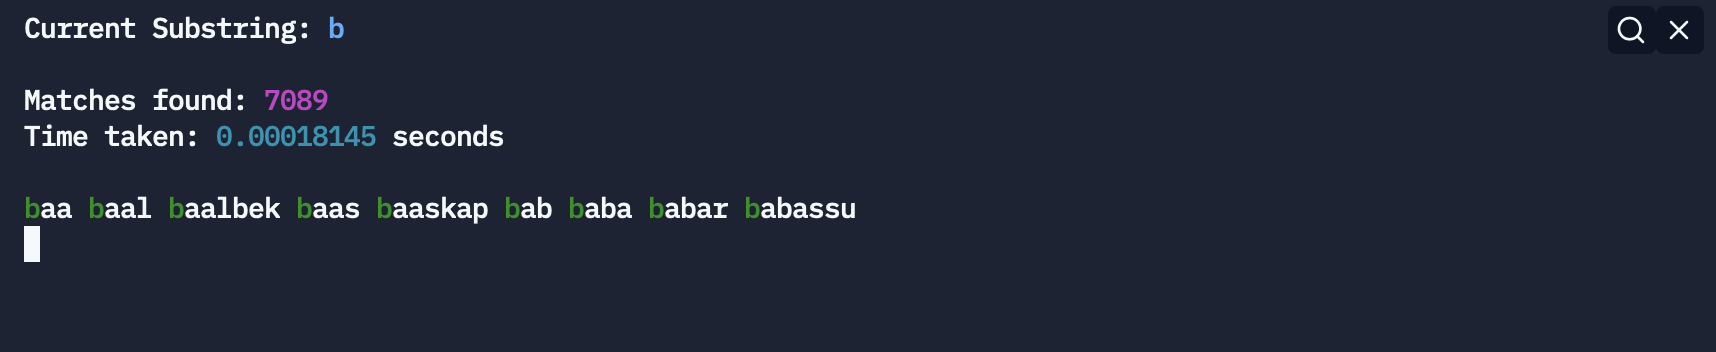 Current Substring: b
Matches found: 7089
Time taken: 0.00018145 seconds
baa baal baalbek baas baaskap bab baba babar babassu